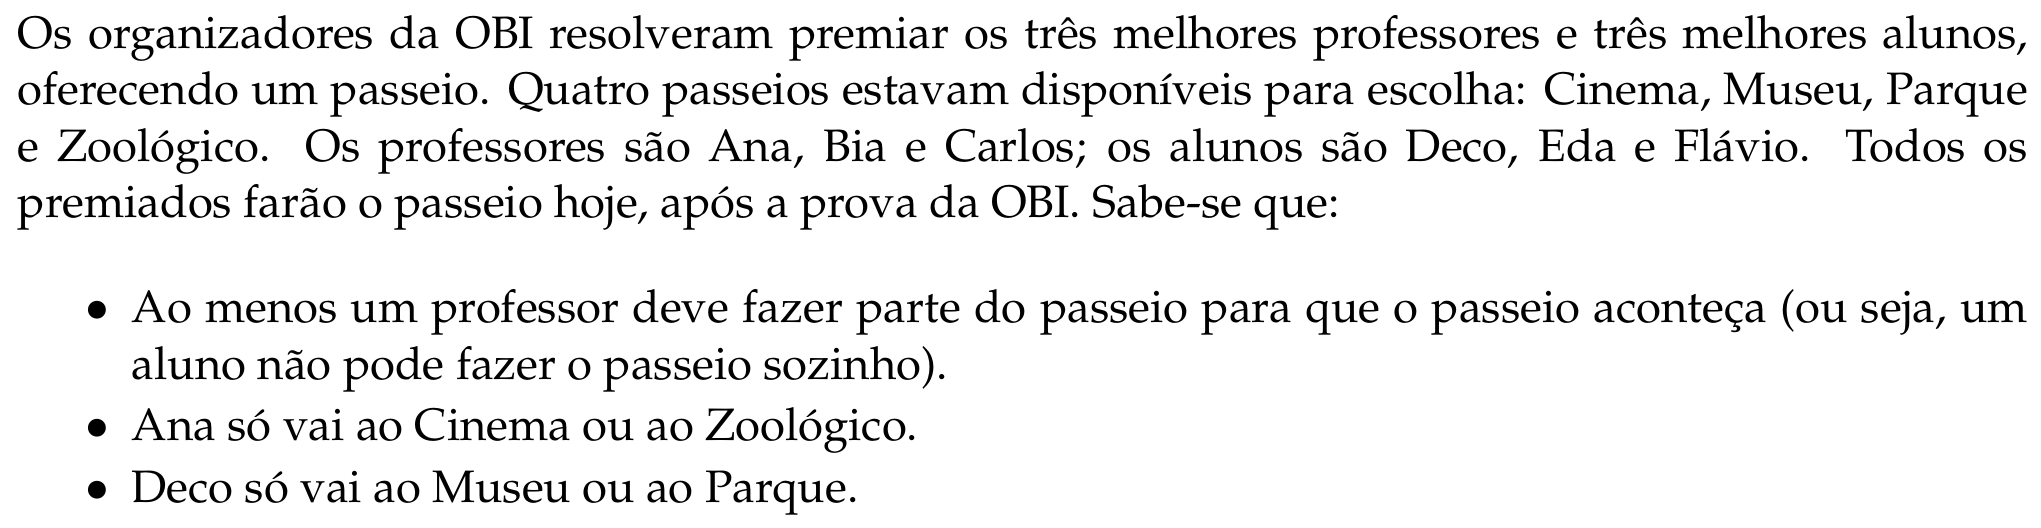 Os organizadores da OBI resolveram premiar os três melhores professores e três melhores alunos,
oferecendo um passeio. Quatro passeios estavam disponíveis para escolha: Cinema, Museu, Parque
e Zoológico. Os professores são Ana, Bia e Carlos; os alunos são Deco, Eda e Flávio. Todos os
premiados farão o passeio hoje, após a prova da OBI. Sabe-se que:
• Ao menos um professor deve fazer parte do passeio para que o passeio aconteça (ou seja, um
aluno não pode fazer o passeio sozinho).
• Ana só vai ao Cinema ou ao Zoológico.
• Deco só vai ao Museu ou ao Parque.